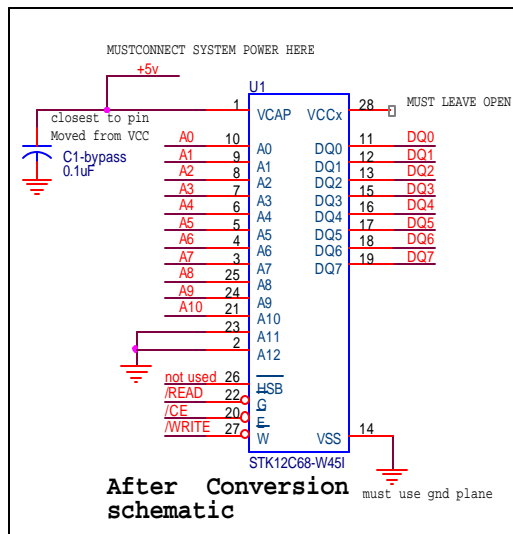 MUSTCONNECT SYSTEM POWER HERE
+5v
U1
1 VCAP VCCx 28 MUST LEAVE OPEN
closest to pin
Moved from VCC
C1-bypass
0.1uF
A0 10 A0 DQ0 11 DQ0
A1 9 A1 DQ1 12 DQ1
A2 8 A2 DQ2 13 DQ2
A3 7 A3 DQ3 15 DQ3
A4 6 A4 DQ4 16 DQ4
A5 5 A5 DQ5 17 DQ5
A6 4 A6 DQ6 18 DQ6
A7 3 A7 DQ7 19 DQ7
A8 25 A8
A9 24 A9
A10 21 A10
23 A11
2 A12
not used 26 HSB
/READ 22 G
/CE 20 E
/WRITE 27 W VSS 14
STK12C68-W45I
After Conversion
schematic
must use gnd plane